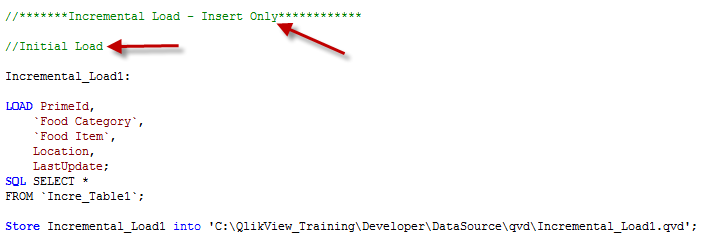 //*******Incremental Load - Insert Only************
//Initial Load
Incremental_Load1:
LOAD PrimeId,
`Food Category`,
`Food Item`,
Location,
LastUpdate;
SQL SELECT *
FROM `Incre_Table1`;
Store Incremental_Load1 into 'C:\QlikView_Training\Developer\DataSource\qvd\Incremental_Load1.qvd';